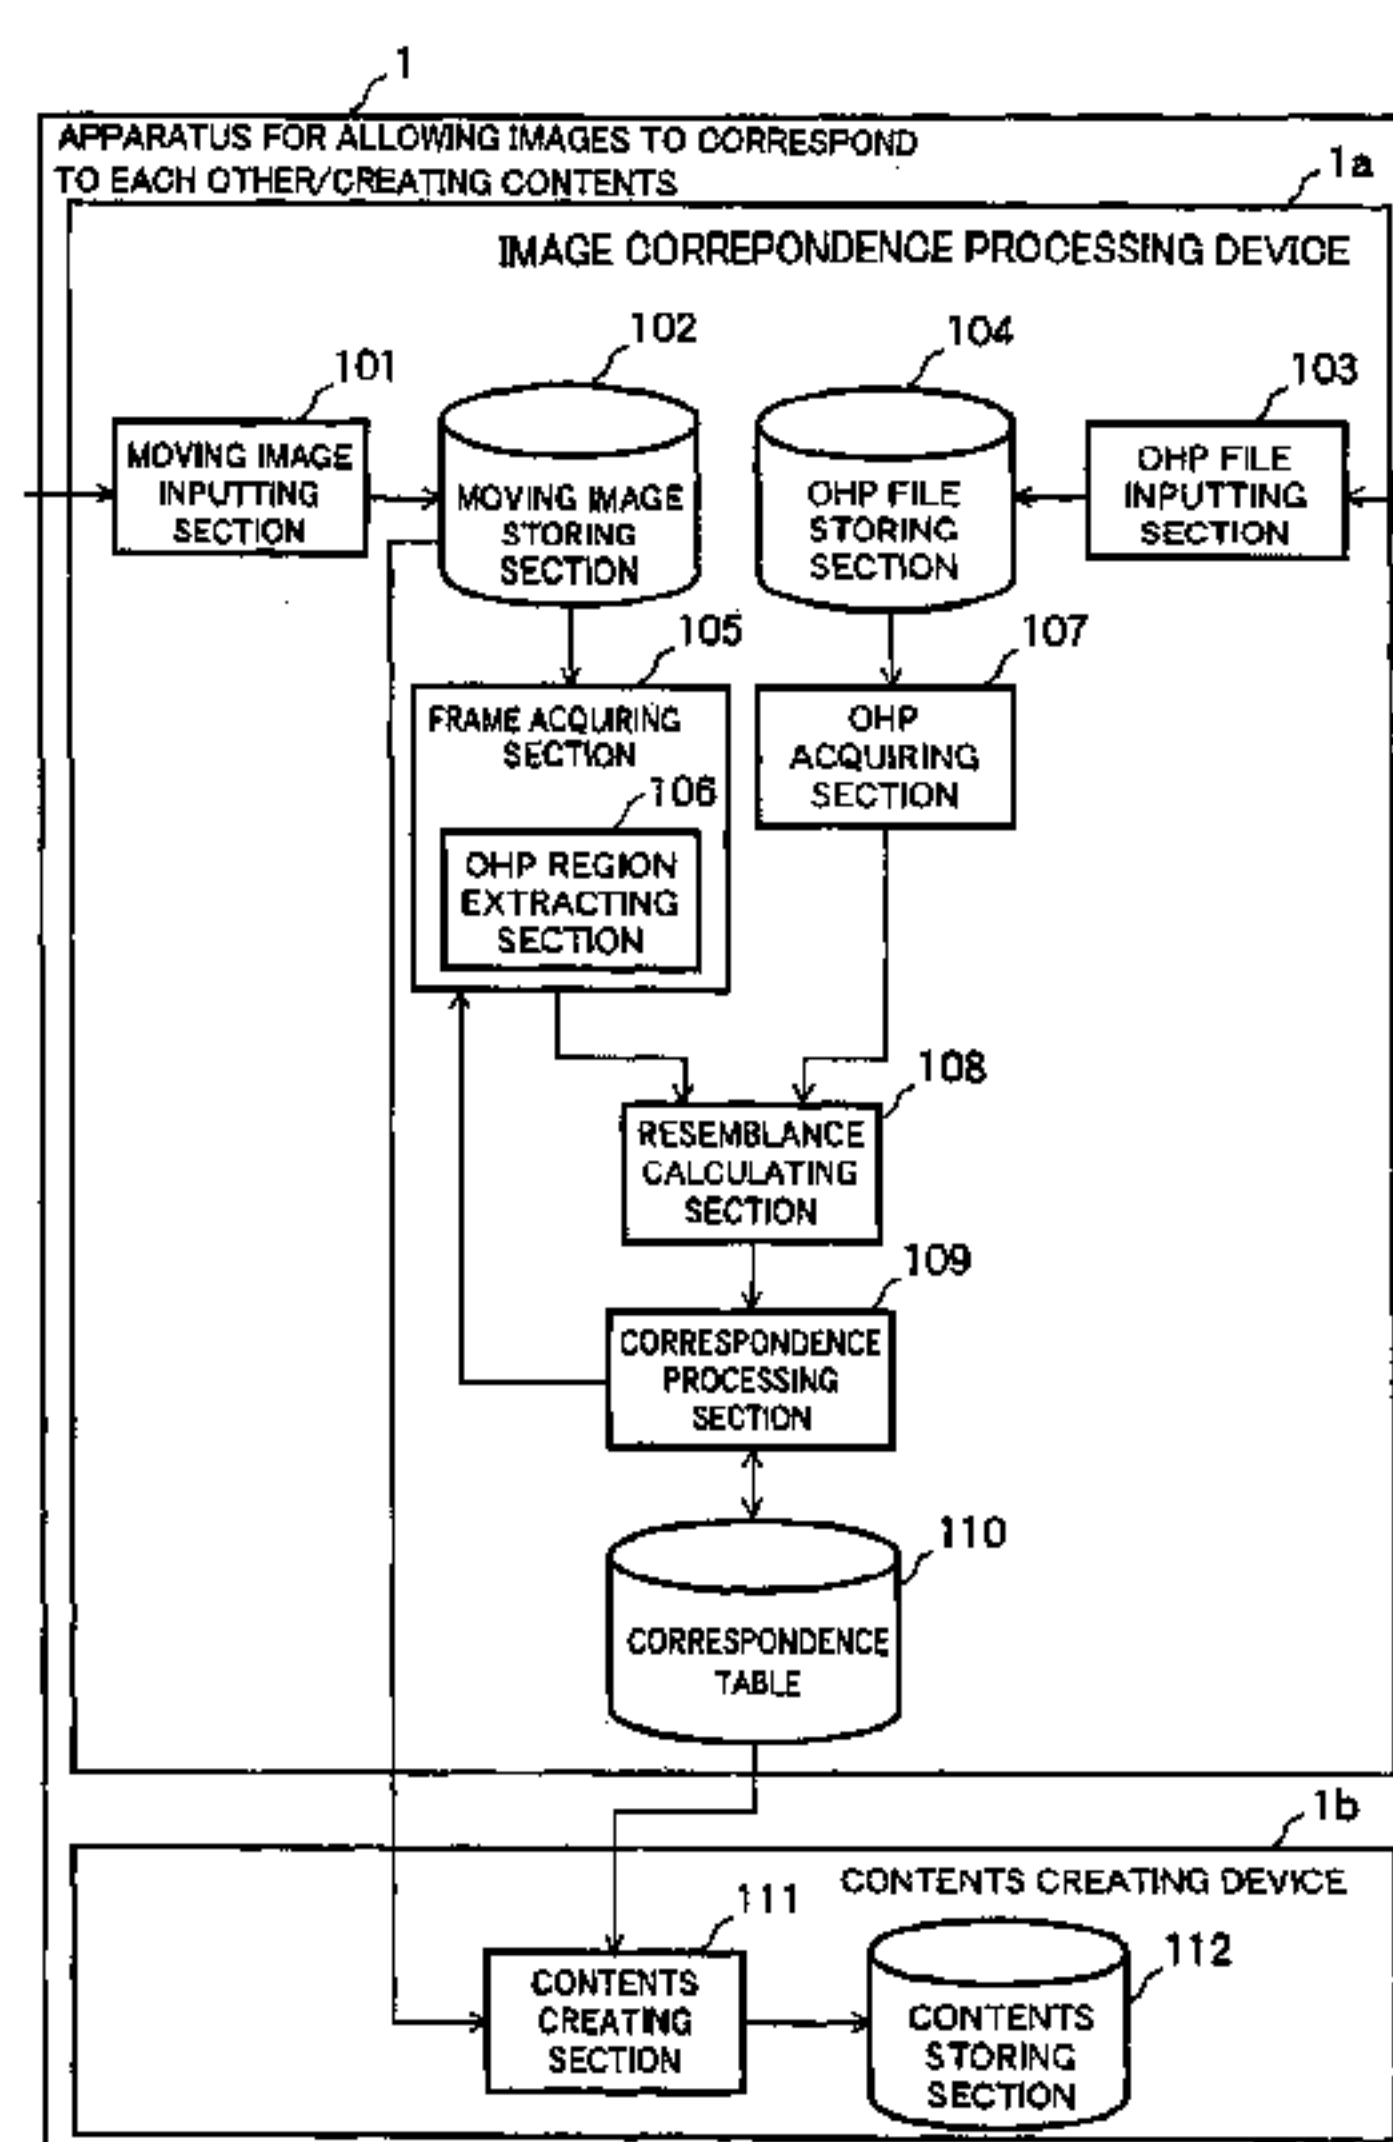 1
APPARATUS FOR ALLOWING IMAGES TO CORRESPOND
TO EACH OTHER/CREATING CONTENTS
1a
IMAGE CORREPONDENCE PROCESSING DEVICE
101
102
104
103
MOVING IMAGE
INPUTTING
SECTION
MOVING IMAGE
STORING
SECTION
OHP FILE
STORING
SECTION
OHP FILE
INPUTTING
SECTION
105
107
FRAME ACQUIRING
SECTION
106
OHP REGION
EXTRACTING
SECTION
OHP
ACQUIRING
SECTION
108
RESEMBLANCE
CALCULATING
SECTION
109
CORRESPONDENCE
PROCESSING
SECTION
110
CORRESPONDENCE
TABLE
1b
CONTENTS CREATING DEVICE
111
CONTENTS
CREATING
SECTION
112
CONTENTS
STORING
SECTION